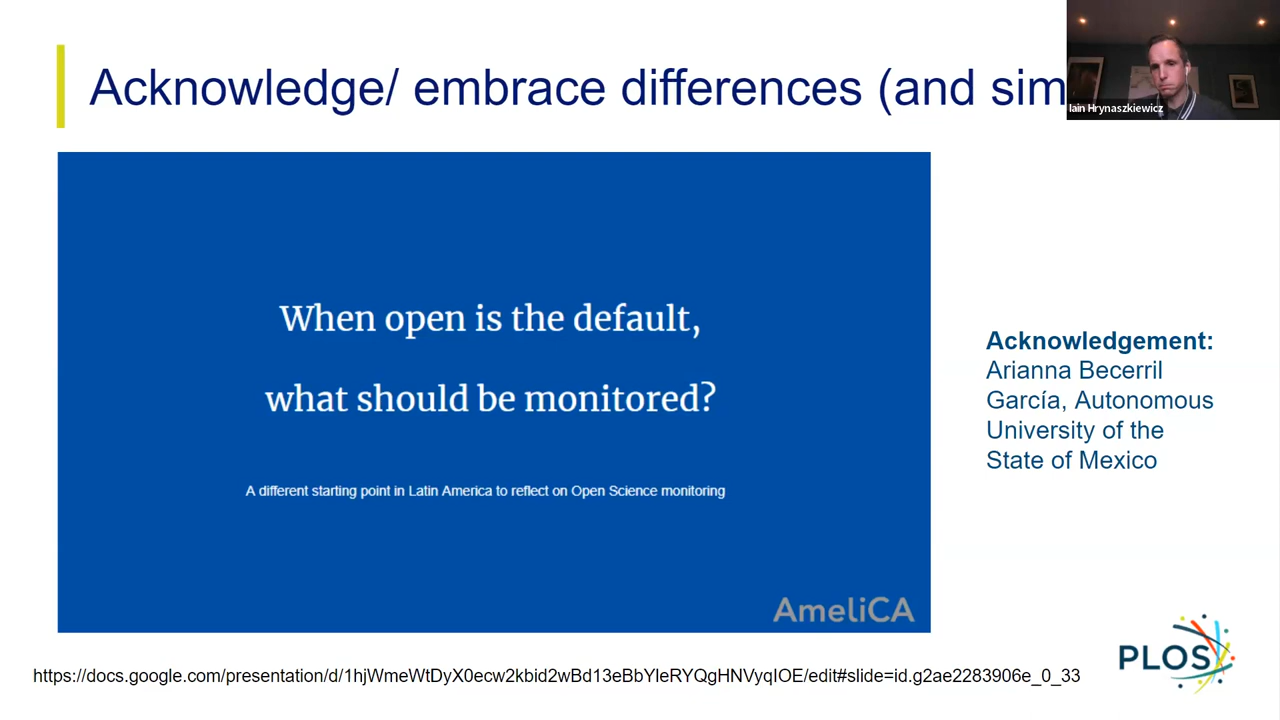 Acknowledge/ embrace differences (and sim
Iain Hrynaszkiewicz
When open is the default,
what should be monitored?
A different starting point in Latin America to reflect on Open Science monitoring
AmeliCA
Acknowledgement:
Arianna Becerril
García, Autonomous
University of the
State of Mexico
PLOS
https://docs.google.com/presentation/d/1hjWmeWtDyX0ecw2kbid2wBd13eBbYleRYQgHNVyqIOE/edit#slide=id.g2ae2283906e_0_33